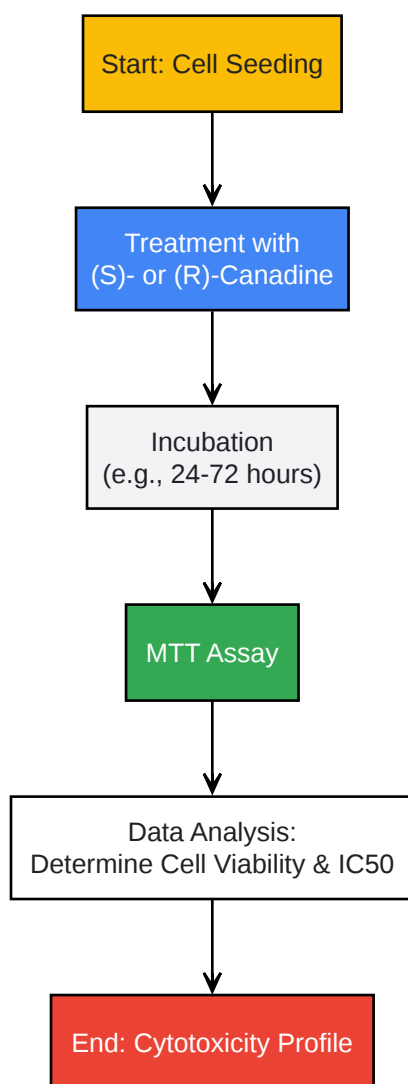 Start: Cell Seeding
Treatment with
(S)- or (R)-Canadine
Incubation
(e.g., 24-72 hours)
MTT Assay
Data Analysis:
Determine Cell Viability & IC50
End: Cytotoxicity Profile